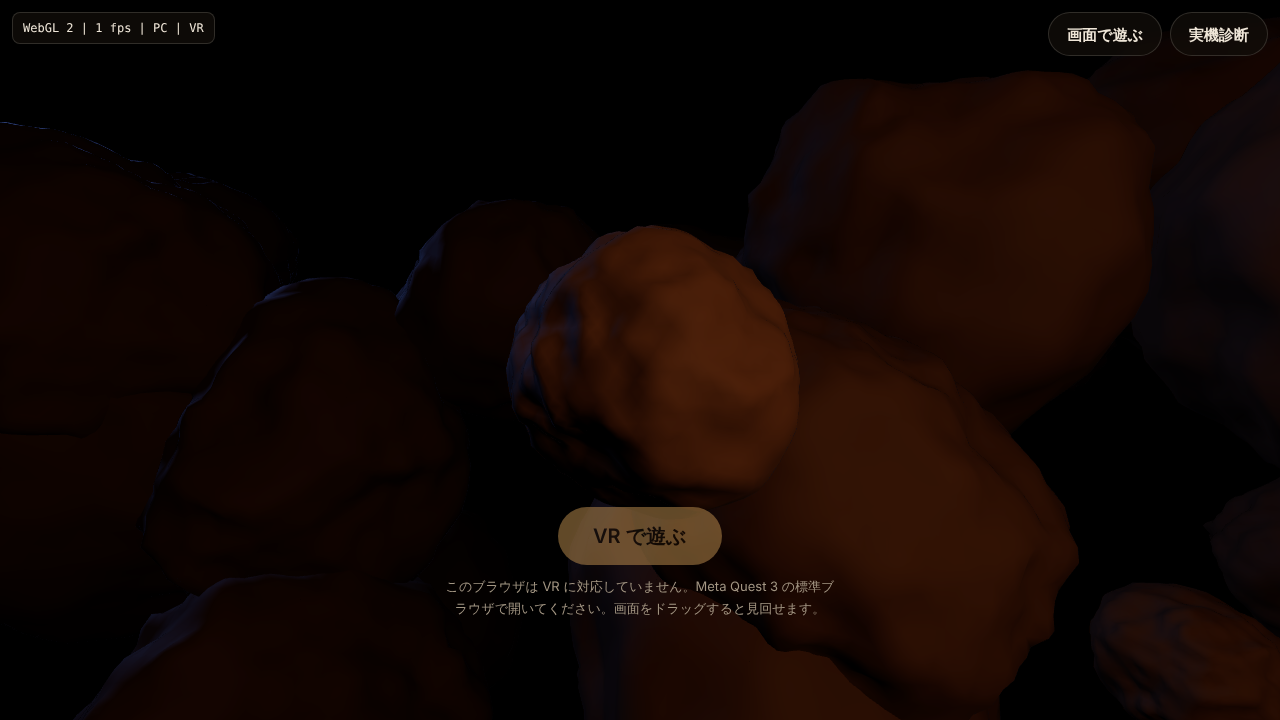 WebGL 2 | 1 fps | PC | VR
画面で遊ぶ
実機診断
VR で遊ぶ
このブラウザは VR に対応していません。Meta Quest 3 の標準ブ
ラウザで開いてください。画面をドラッグすると見回せます。